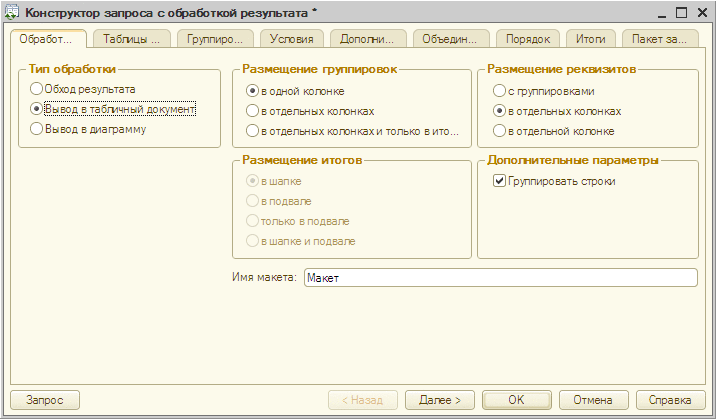 Конструктор запроса с обработкой результата *
Обработ... Таблицы ... Группиро... Условия Дополни... Объедин... Порядок Итоги Пакет за...
Тип обработки
Обход результата
Вывод в табличный документ
Вывод в диаграмму
Размещение группировок
в одной колонке
в отдельных колонках
в отдельных колонках и только в ито...
Размещение реквизитов
с группировками
в отдельных колонках
в отдельной колонке
Размещение итогов
в шапке
в подвале
только в подвале
в шапке и подвале
Дополнительные параметры
Группировать строки
Имя макета: Макет
Запрос < Назад Далее > OK Отмена Справка